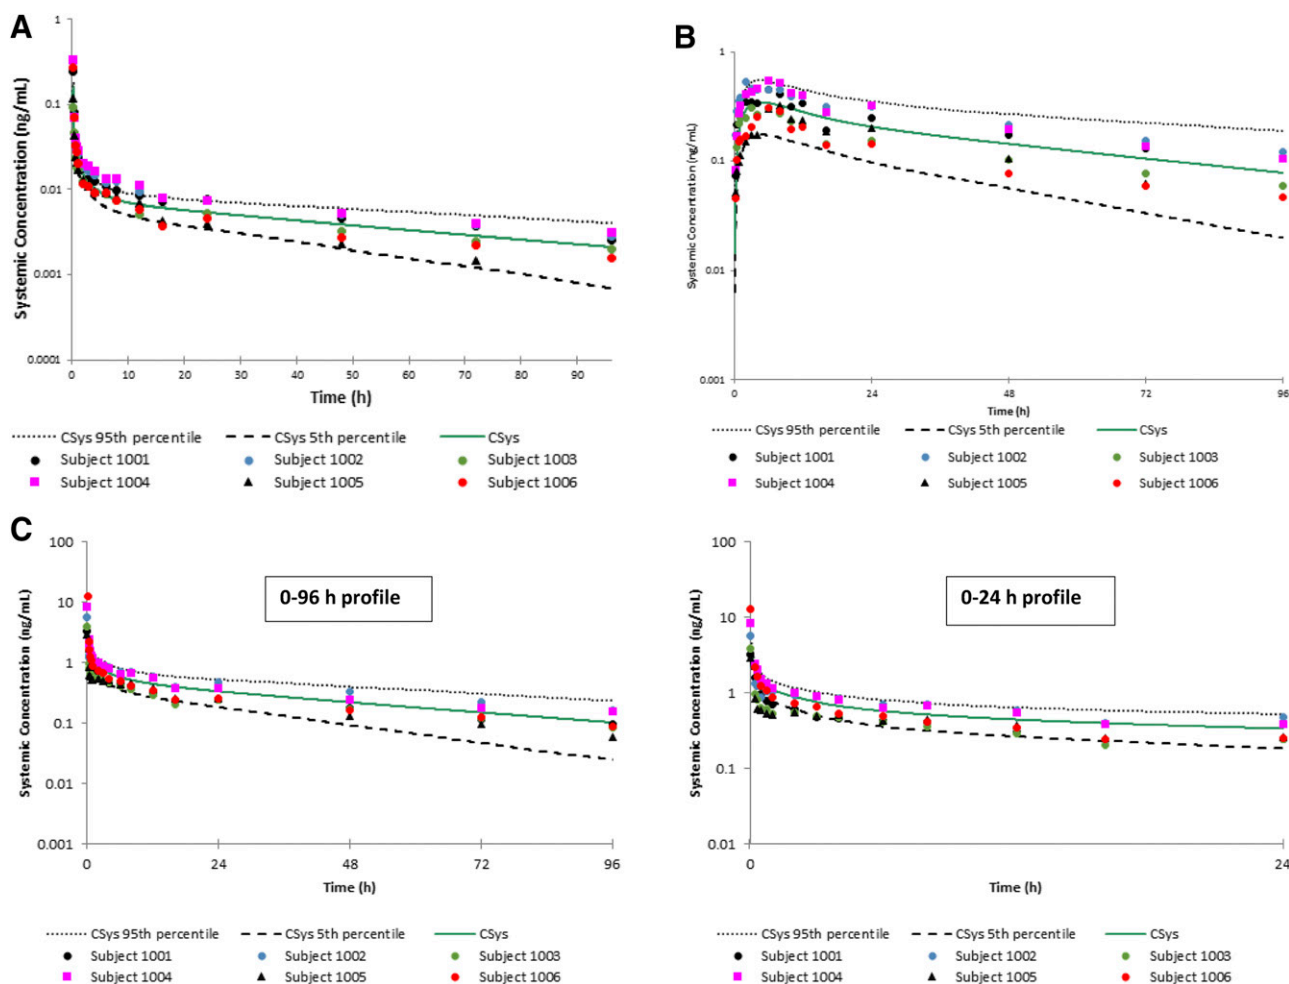 A
Systemic Concentration (ng/mL)
1
0.1
0.01
0.001
0.0001
0 10 20 30 40 50 60 70 80 90
Time (h)
CSys 95th percentile CSys 5th percentile CSys
Subject 1001 Subject 1002 Subject 1003
Subject 1004 Subject 1005 Subject 1006
B
Systemic Concentration (ng/mL)
1
0.1
0.01
0.001
0 24 48 72 96
Time (h)
CSys 95th percentile CSys 5th percentile CSys
Subject 1001 Subject 1002 Subject 1003
Subject 1004 Subject 1005 Subject 1006
C
Systemic Concentration (ng/mL)
100
10
1
0.1
0.01
0.001
0-96 h profile
0 24 48 72 96
Time (h)
CSys 95th percentile CSys 5th percentile CSys
Subject 1001 Subject 1002 Subject 1003
Subject 1004 Subject 1005 Subject 1006
Systemic Concentration (ng/mL)
100
10
1
0.1
0.01
0-24 h profile
0 24
Time (h)
CSys 95th percentile CSys 5th percentile CSys
Subject 1001 Subject 1002 Subject 1003
Subject 1004 Subject 1005 Subject 1006